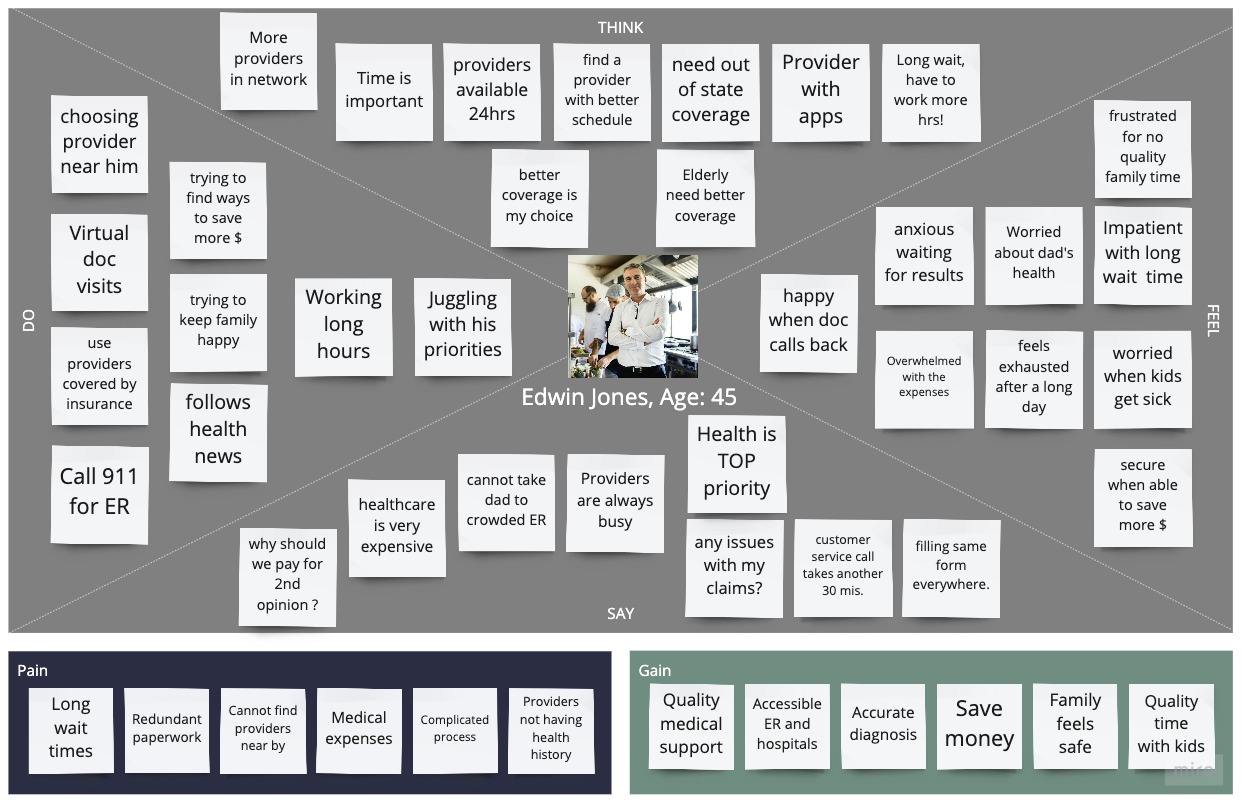 THINK
More
providers
in network
Time is
important
providers
available
24hrs
find a
provider
with better
schedule
need out
of state
coverage
Provider
with
apps
Long wait,
have to
work more
hrs!
better
coverage is
my choice
Elderly
need better
coverage
DO
choosing
provider
near him
trying to
find ways
to save
more $
Virtual
doc
visits
trying to
keep family
happy
Working
long
hours
Juggling
with his
priorities
use
providers
covered by
insurance
follows
health
news
Call 911
for ER
Edwin Jones, Age: 45
FEEL
frustrated
for no
quality
family time
anxious
waiting
for results
Worried
about dad's
health
Impatient
with long
wait time
happy
when doc
calls back
Overwhelmed
with the
expenses
feels
exhausted
after a long
day
worried
when kids
get sick
secure
when able
to save
more $
SAY
why should
we pay for
2nd
opinion ?
healthcare
is very
expensive
cannot take
dad to
crowded ER
Providers
are always
busy
Health is
TOP
priority
any issues
with my
claims?
customer
service call
takes another
30 mis.
filling same
form
everywhere.
Pain
Long
wait
times
Redundant
paperwork
Cannot find
providers
near by
Medical
expenses
Complicated
process
Providers
not having
health
history
Gain
Quality
medical
support
Accessible
ER and
hospitals
Accurate
diagnosis
Save
money
Family
feels
safe
Quality
time
with kids
miro